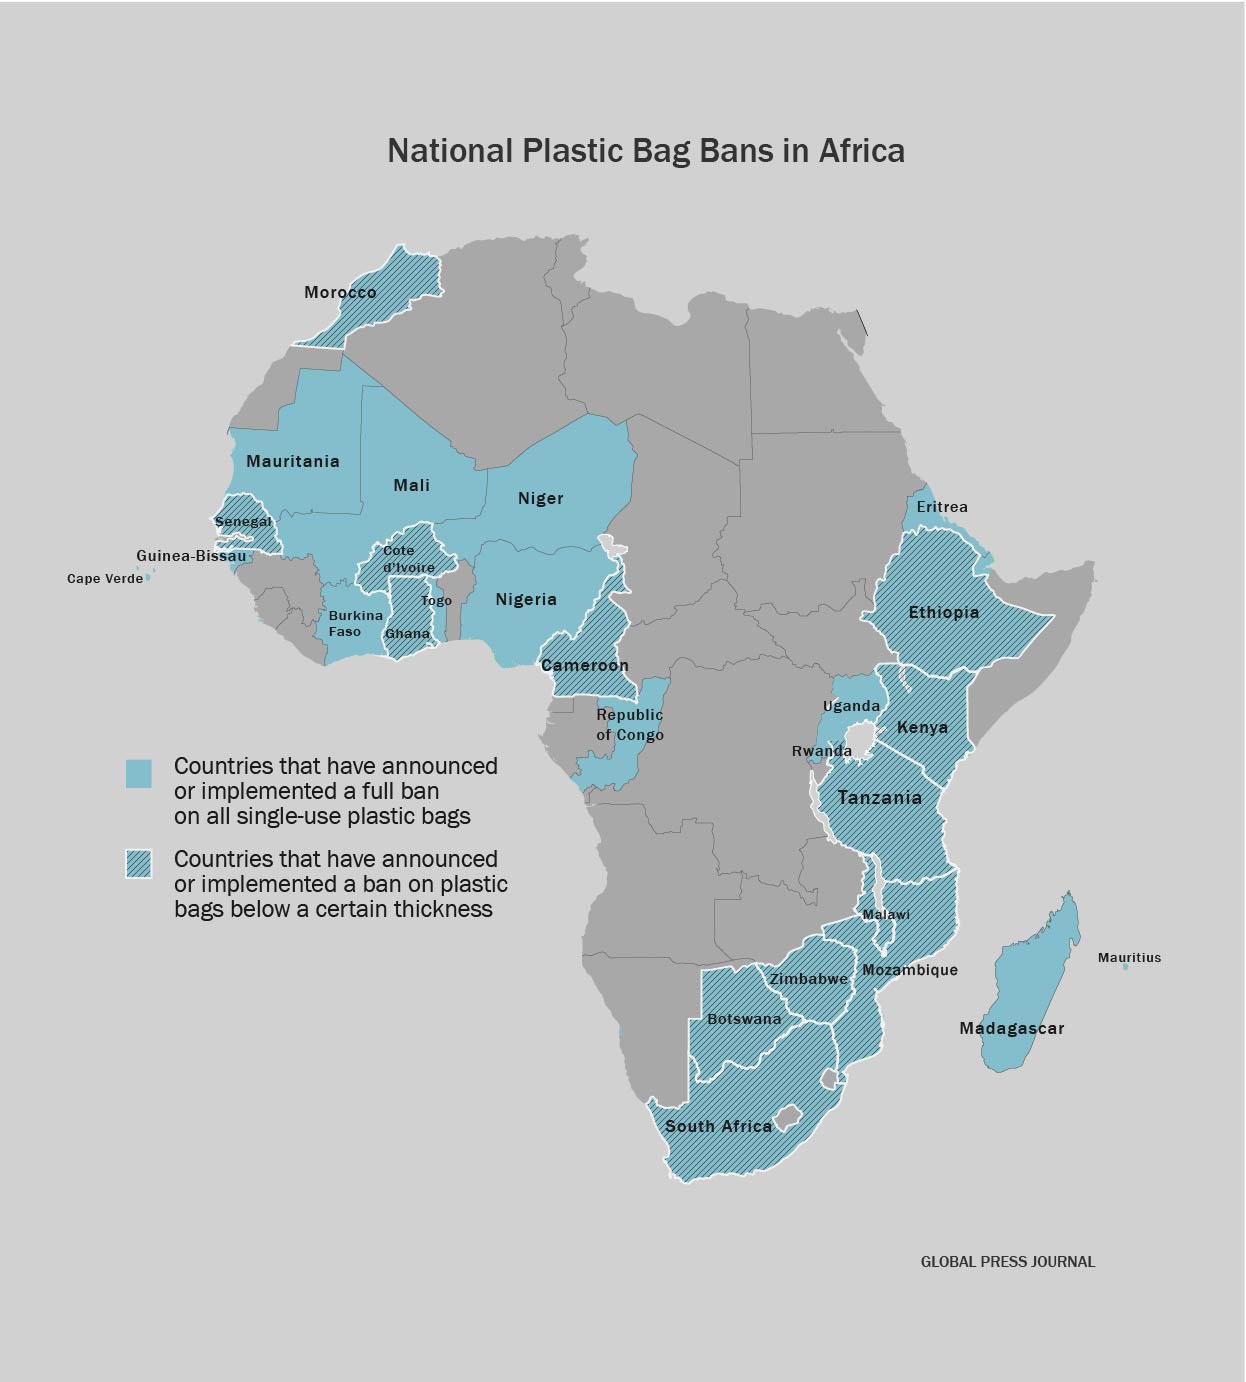 National Plastic Bag Bans in Africa
Morocco
Mauritania
Mali
Niger
Eritrea
Senegal
Guinea-Bissau
Cape Verde
Cote
d'Ivoire
Nigeria
Togo
Burkina
Faso
Ghana
Ethiopia
Cameroon
Republic
of Congo
Uganda
Kenya
Rwanda
Tanzania
Countries that have announced
or implemented a full ban
on all single-use plastic bags
Countries that have announced
or implemented a ban on plastic
bags below a certain thickness
Malawi
Mozambique
Zimbabwe
Botswana
Mauritius
Madagascar
South Africa
GLOBAL PRESS JOURNAL